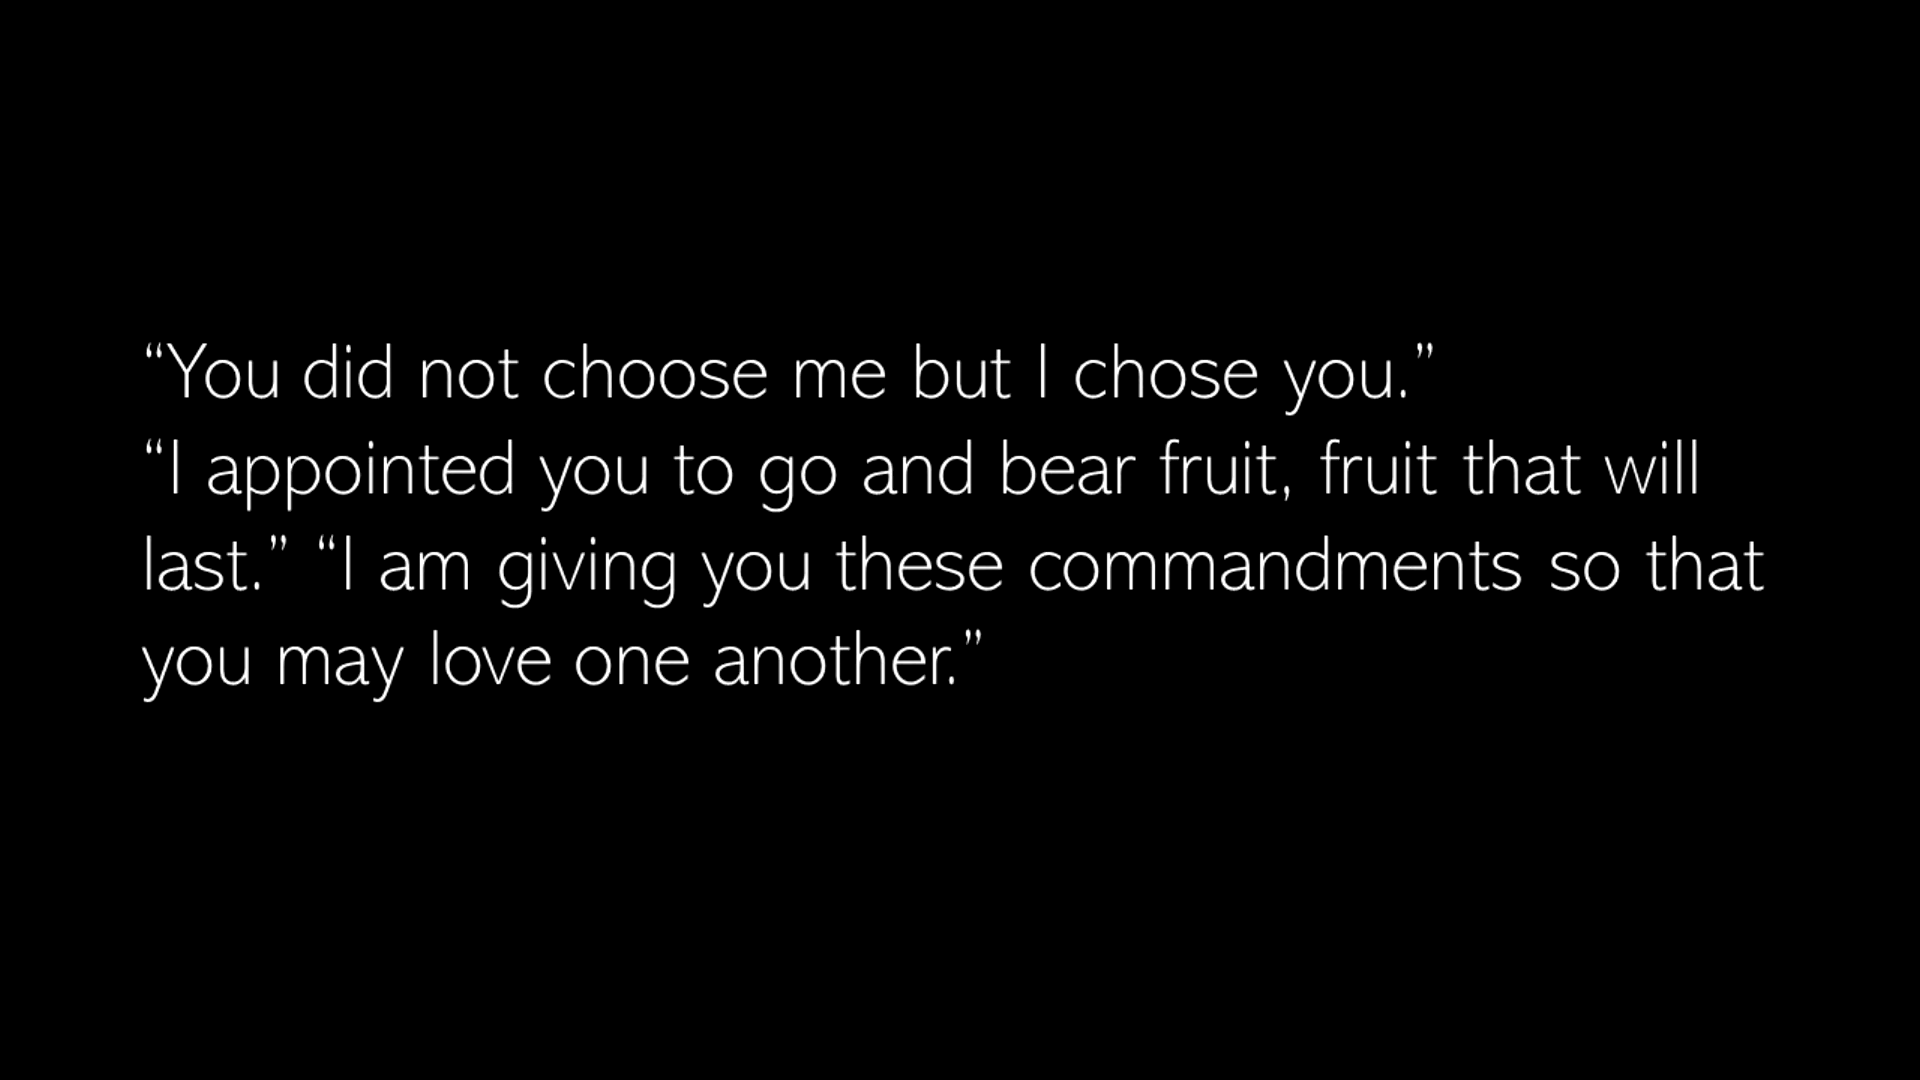 “You did not choose me but I chose you.”
“I appointed you to go and bear fruit, fruit that will
last.” “I am giving you these commandments so that
you may love one another.”